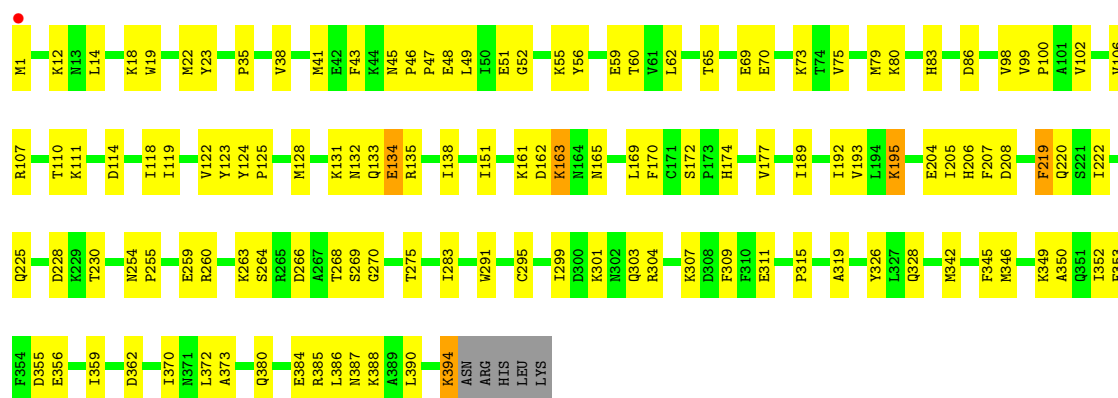 M1 K12 N13 L14 K18 W19 M22 Y23 P35 V38 M41 E42 F43 K44 N45 P46 P47 E48 L49 I50 E51 G52 K55 Y56 E59 T60 V61 L62 T65 E69 E70 K73 T74 V75 M79 K80 H83 D86 V98 V99 P100 A101 V102 V106
R107 T110 K111 D114 I118 I119 V122 Y123 Y124 P125 M128 K131 N132 Q133 E134 R135 I138 I151 K161 D162 K163 N164 N165 L169 F170 C171 S172 P173 H174 V177 I189 I192 V193 L194 K195 E204 I205 H206 F207 D208 F219 Q220 S221 I222
Q225 D228 K229 T230 N254 P255 E259 R260 K263 S264 R265 D266 A267 T268 S269 G270 T275 I283 W291 C295 I299 D300 K301 N302 Q303 R304 K307 D308 F309 F310 E311 P315 A319 Y326 L327 Q328 M342 F345 M346 K349 A350 Q351 I352
F354 D355 E356 I359 D362 I370 N371 L372 A373 Q380 E384 R385 L386 N387 K388 A389 L390 K394 ASN ARG HIS LEU LYS